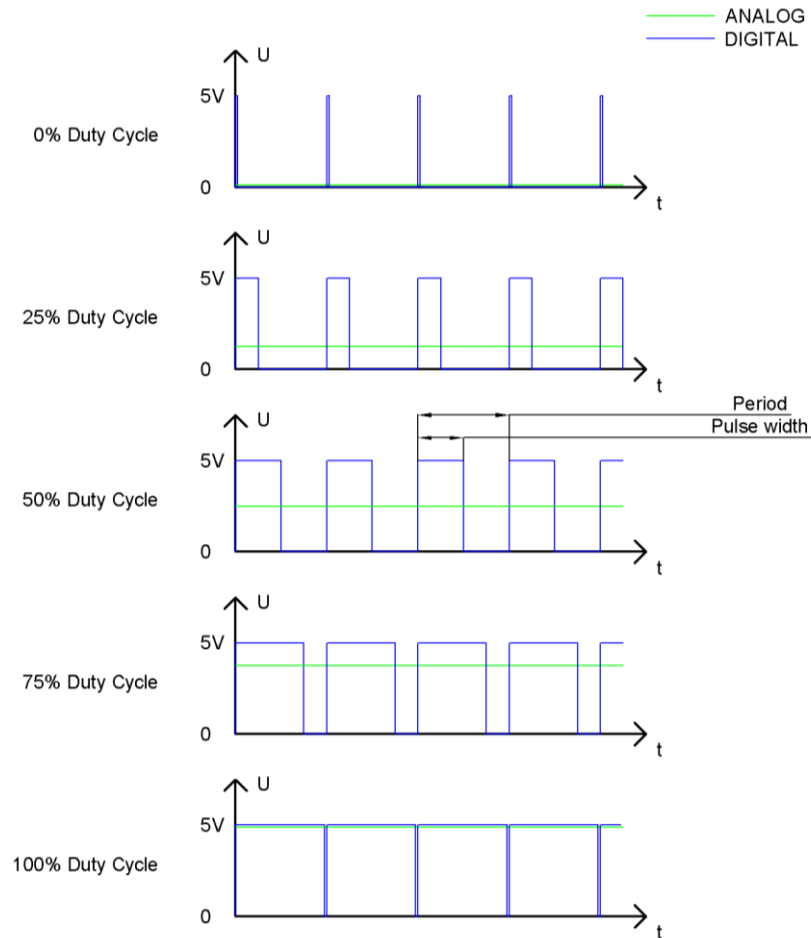 ANALOG
DIGITAL
U
5V
0% Duty Cycle
0
t
U
5V
25% Duty Cycle
0
t
Period
Pulse width
U
5V
50% Duty Cycle
0
t
U
5V
75% Duty Cycle
0
t
U
5V
100% Duty Cycle
0
t